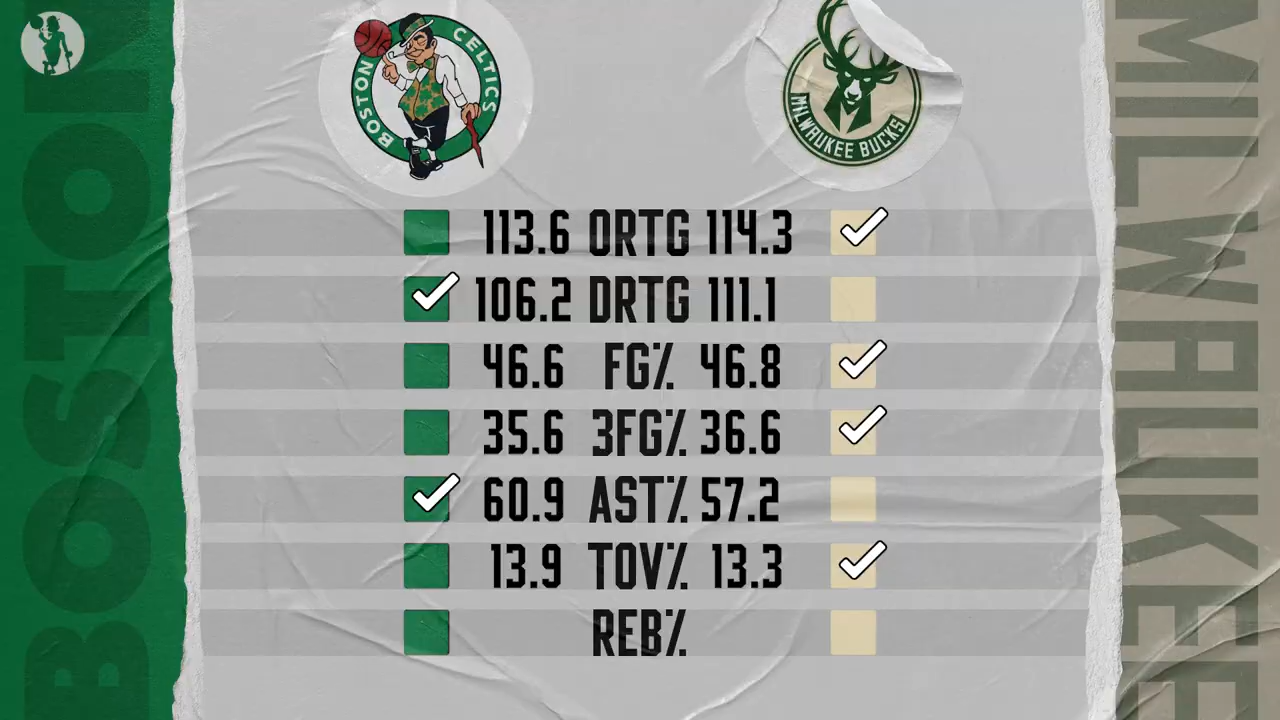 BOSTON
BOSTON CELTICS
MILWAUKEE BUCKS
MILWAUKEE
113.6 ORTG 114.3
106.2 DRTG 111.1
46.6 FG% 46.8
35.6 3FG% 36.6
60.9 AST% 57.2
13.9 TOV% 13.3
REB%